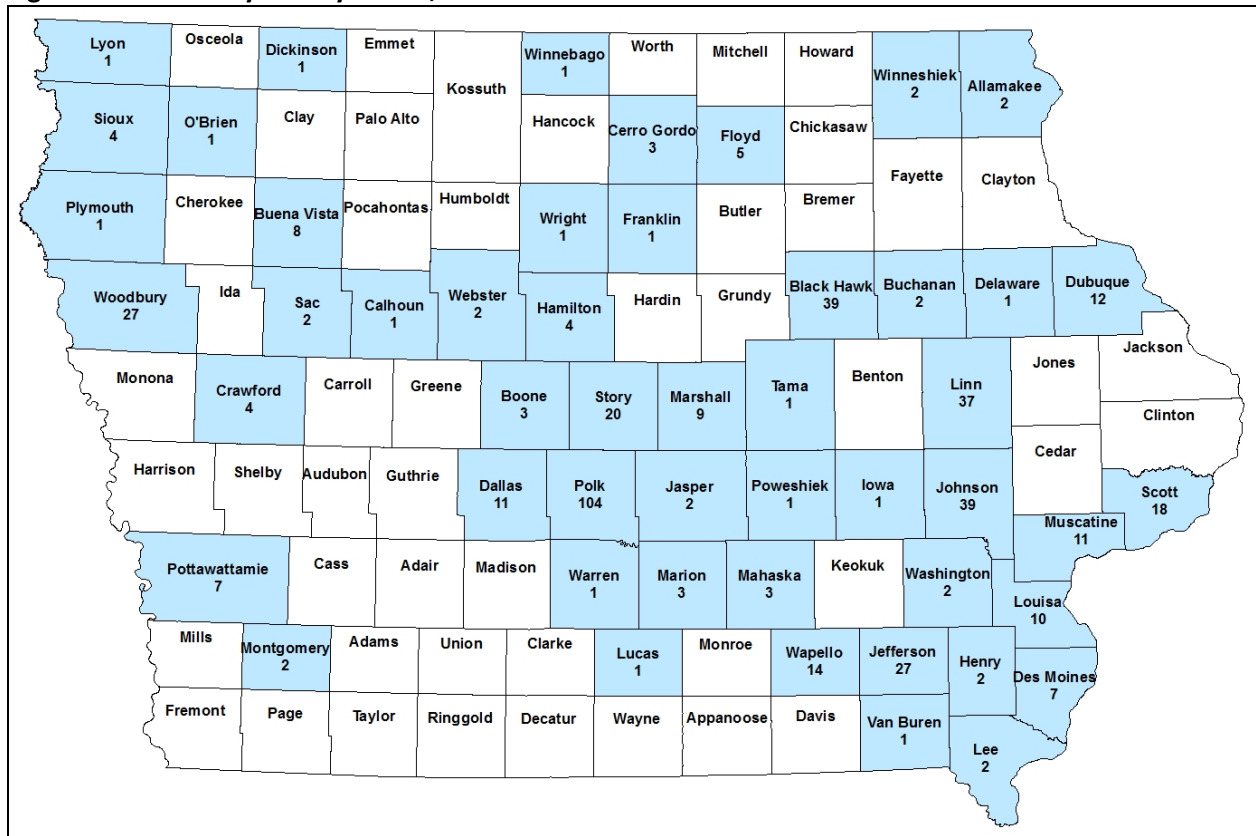 Lyon
1
Osceola
Dickinson
1
Emmet
Kossuth
Winnebago
1
Worth
Mitchell
Howard
Winneshiek
2
Allamakee
2
Sioux
4
O'Brien
1
Clay
Palo Alto
Hancock
Cerro Gordo
3
Floyd
5
Chickasaw
Fayette
Clayton
Plymouth
1
Cherokee
Buena Vista
8
Pocahontas
Humboldt
Wright
1
Franklin
1
Butler
Bremer
Woodbury
27
Ida
Sac
2
Calhoun
1
Webster
2
Hamilton
4
Hardin
Grundy
Black Hawk
39
Buchanan
2
Delaware
1
Dubuque
12
Monona
Crawford
4
Carroll
Greene
Boone
3
Story
20
Marshall
9
Tama
1
Benton
Linn
37
Jones
Jackson
Clinton
Cedar
Harrison
Shelby
Audubon
Guthrie
Dallas
11
Polk
104
Jasper
2
Poweshiek
1
Iowa
1
Johnson
39
Scott
18
Muscatine
11
Pottawattamie
7
Cass
Adair
Madison
Warren
1
Marion
3
Mahaska
3
Keokuk
Washington
2
Louisa
10
Mills
Montgomery
2
Adams
Union
Clarke
Lucas
1
Monroe
Wapello
14
Jefferson
27
Henry
2
Des Moines
7
Fremont
Page
Taylor
Ringgold
Decatur
Wayne
Appanoose
Davis
Van Buren
1
Lee
2